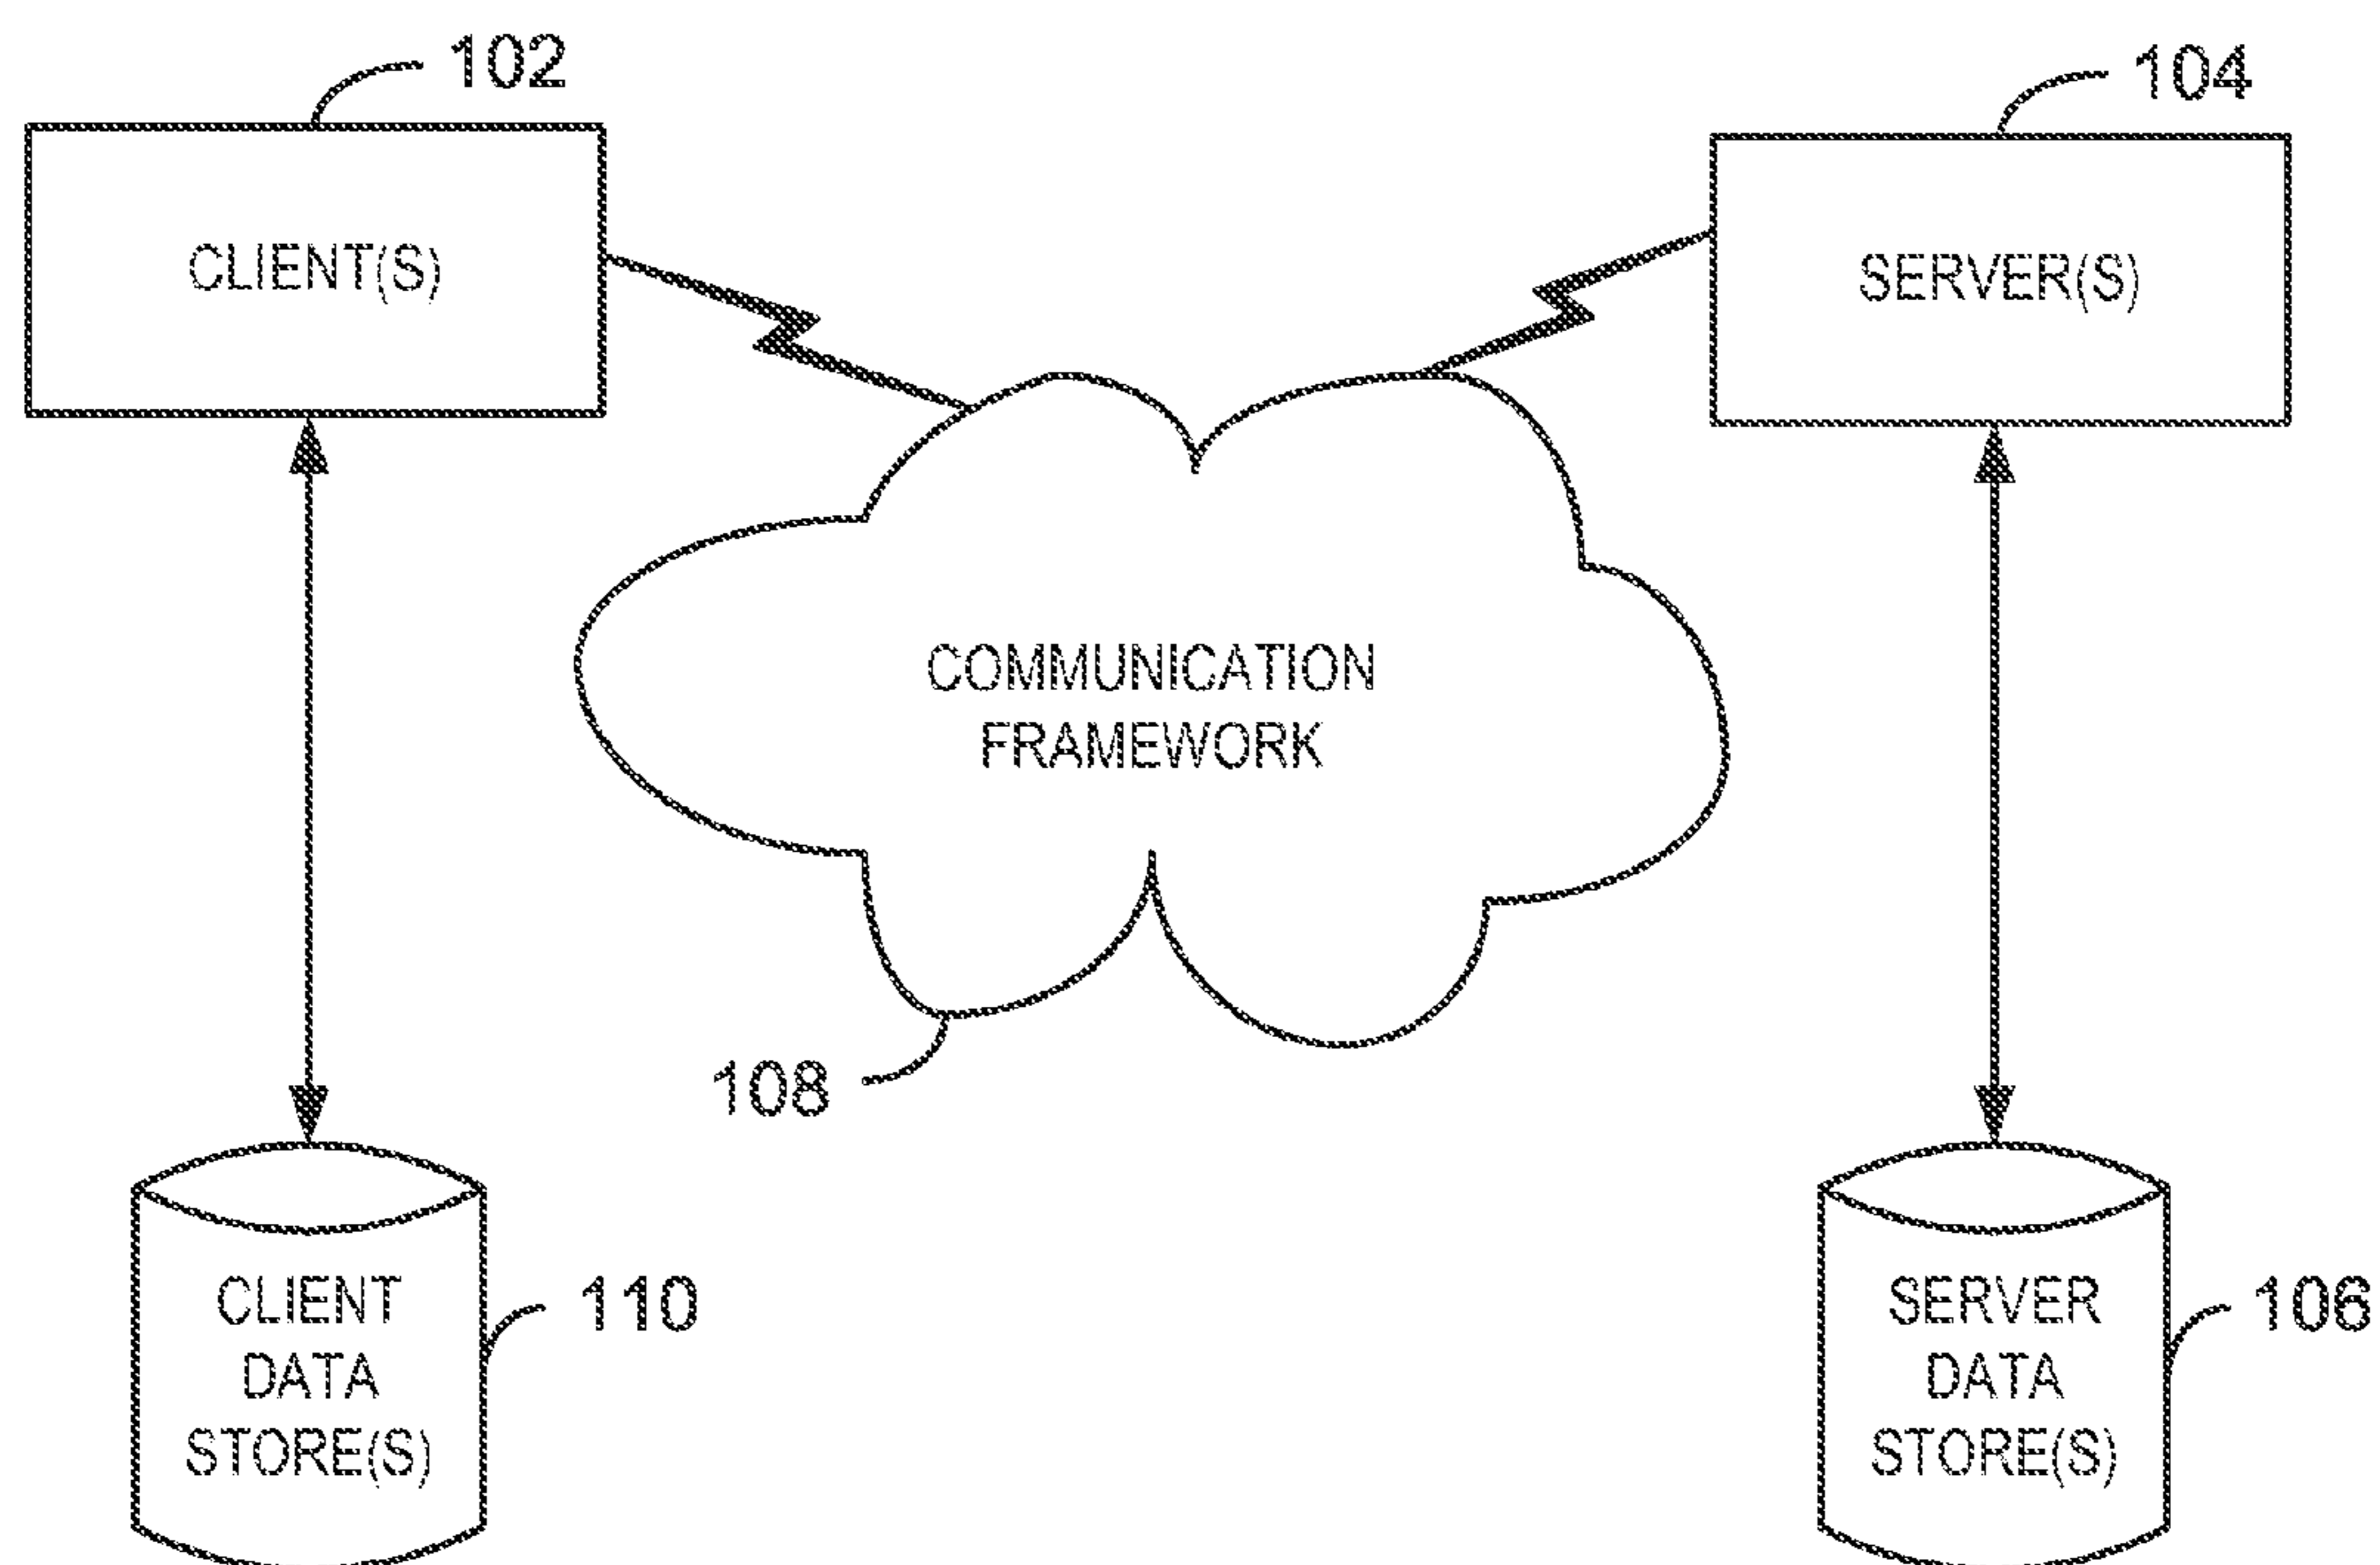 102
104
CLIENT(S)
SERVER(S)
COMMUNICATION
FRAMEWORK
108
CLIENT
DATA
STORE(S)
110
SERVER
DATA
STORE(S)
106